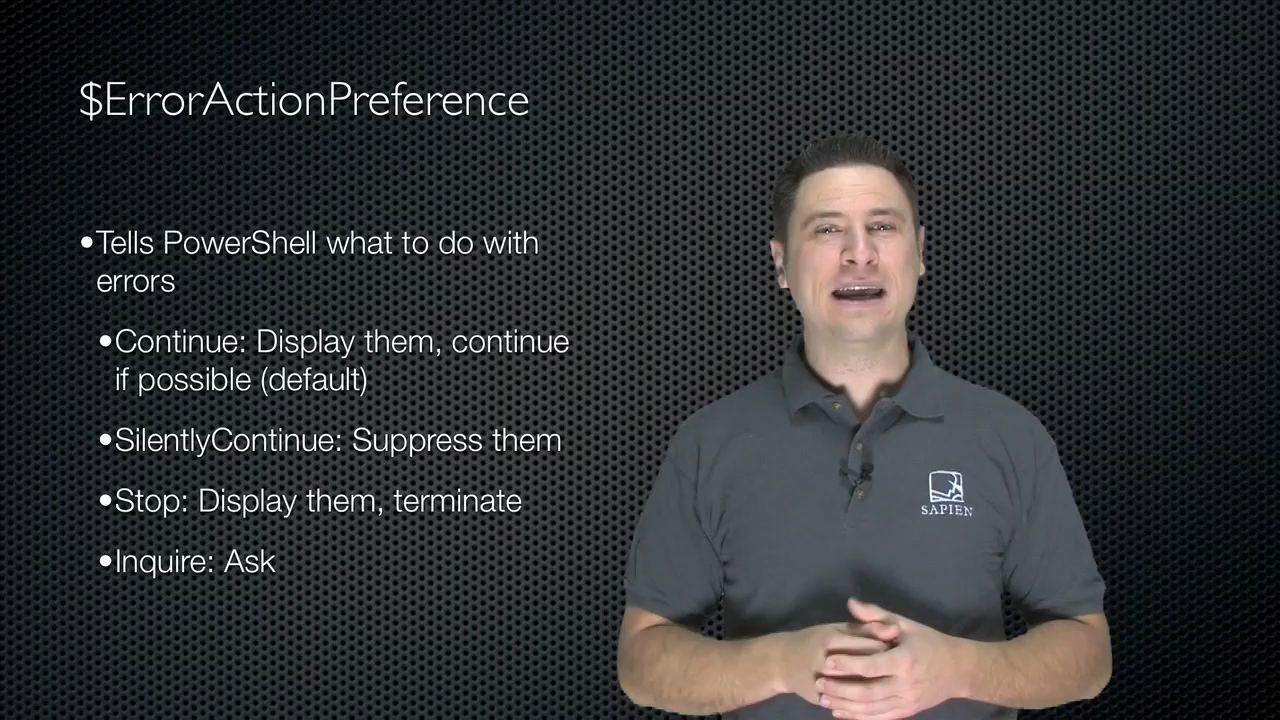 $ErrorActionPreference
•Tells PowerShell what to do with
errors
•Continue: Display them, continue
if possible (default)
•SilentlyContinue: Suppress them
•Stop: Display them, terminate
•Inquire: Ask
SAPIEN